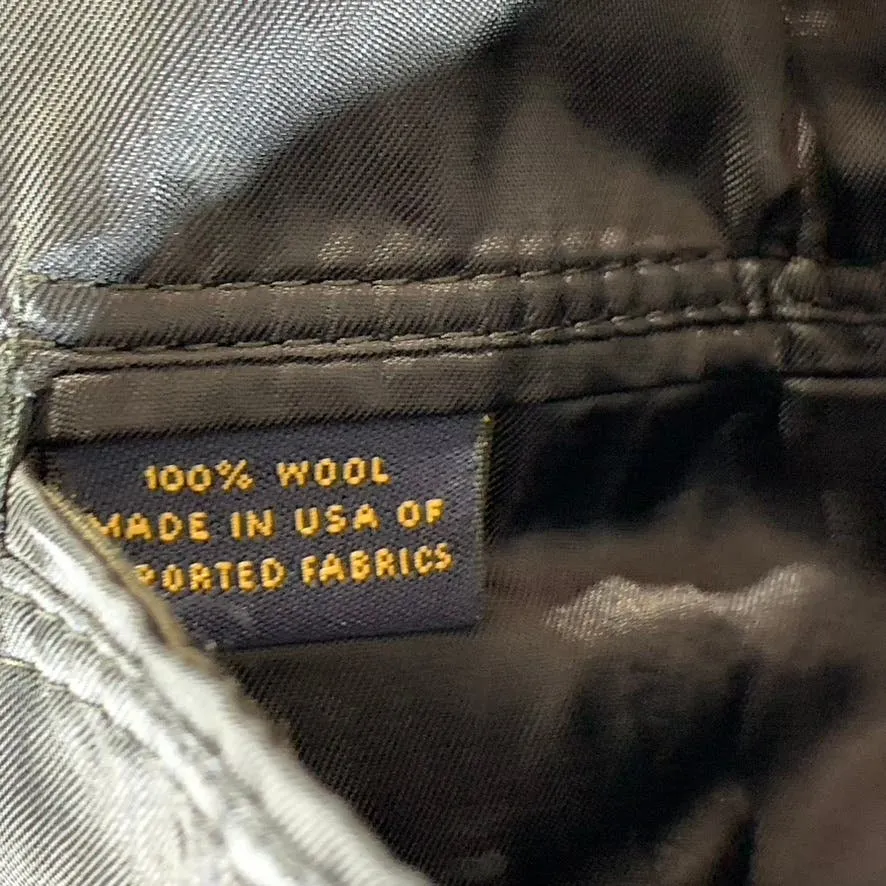 100% WOOL
MADE IN USA OF
PORTED FABRICS